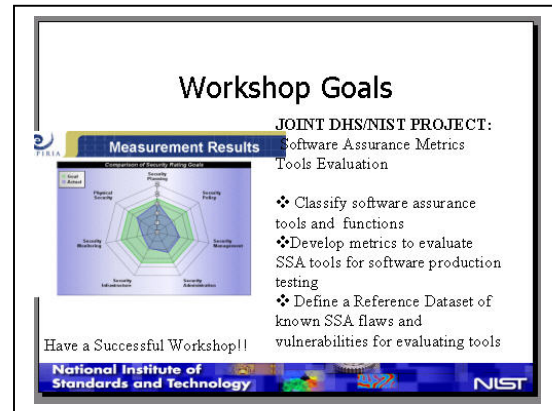 Workshop Goals
JOINT DHS/NIST PROJECT:
Software Assurance Metrics
Tools Evaluation
❖ Classify software assurance
tools and functions
❖Develop metrics to evaluate
SSA tools for software production
testing
❖ Define a Reference Dataset of
known SSA flaws and
vulnerabilities for evaluating tools
Measurement Results
Comparison of Security Rating Goals
Goal
Actual
Security
Planning
Security
Policy
Security
Management
Security
Administration
Security
Infrastructure
Security
Monitoring
Physical
Security
Have a Successful Workshop!!
National Institute of
Standards and Technology
NIST